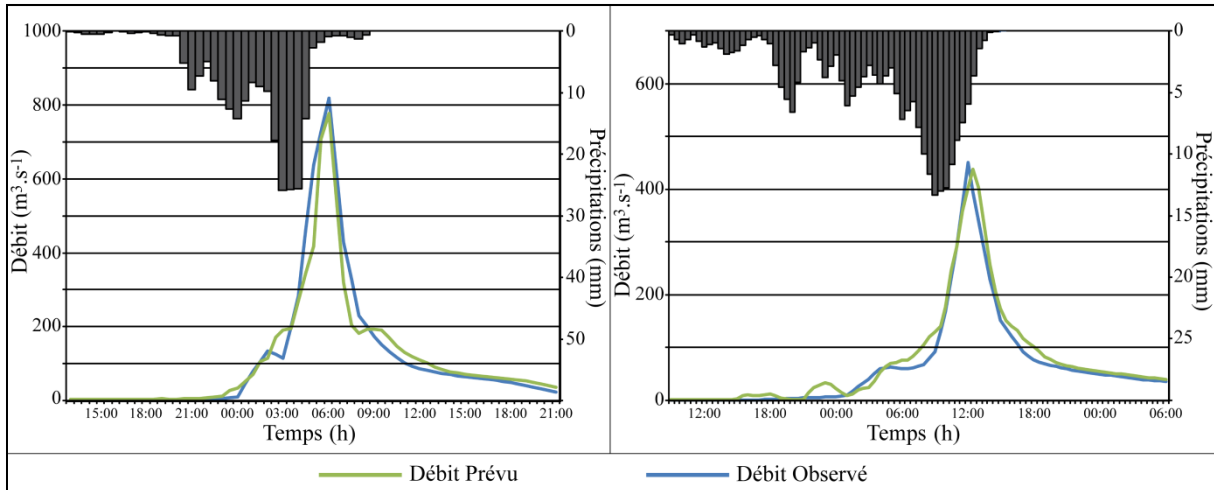 1000
800
600
400
200
0
0
10
20
30
40
50
Débit (m³.s⁻¹)
Précipitations (mm)
15:00 18:00 21:00 00:00 03:00 06:00 09:00 12:00 15:00 18:00 21:00
Temps (h)
600
400
200
0
0
5
10
15
20
25
Débit (m³.s⁻¹)
Précipitations (mm)
12:00 18:00 00:00 06:00 12:00 18:00 00:00 06:00
Temps (h)
Débit Prévu
Débit Observé